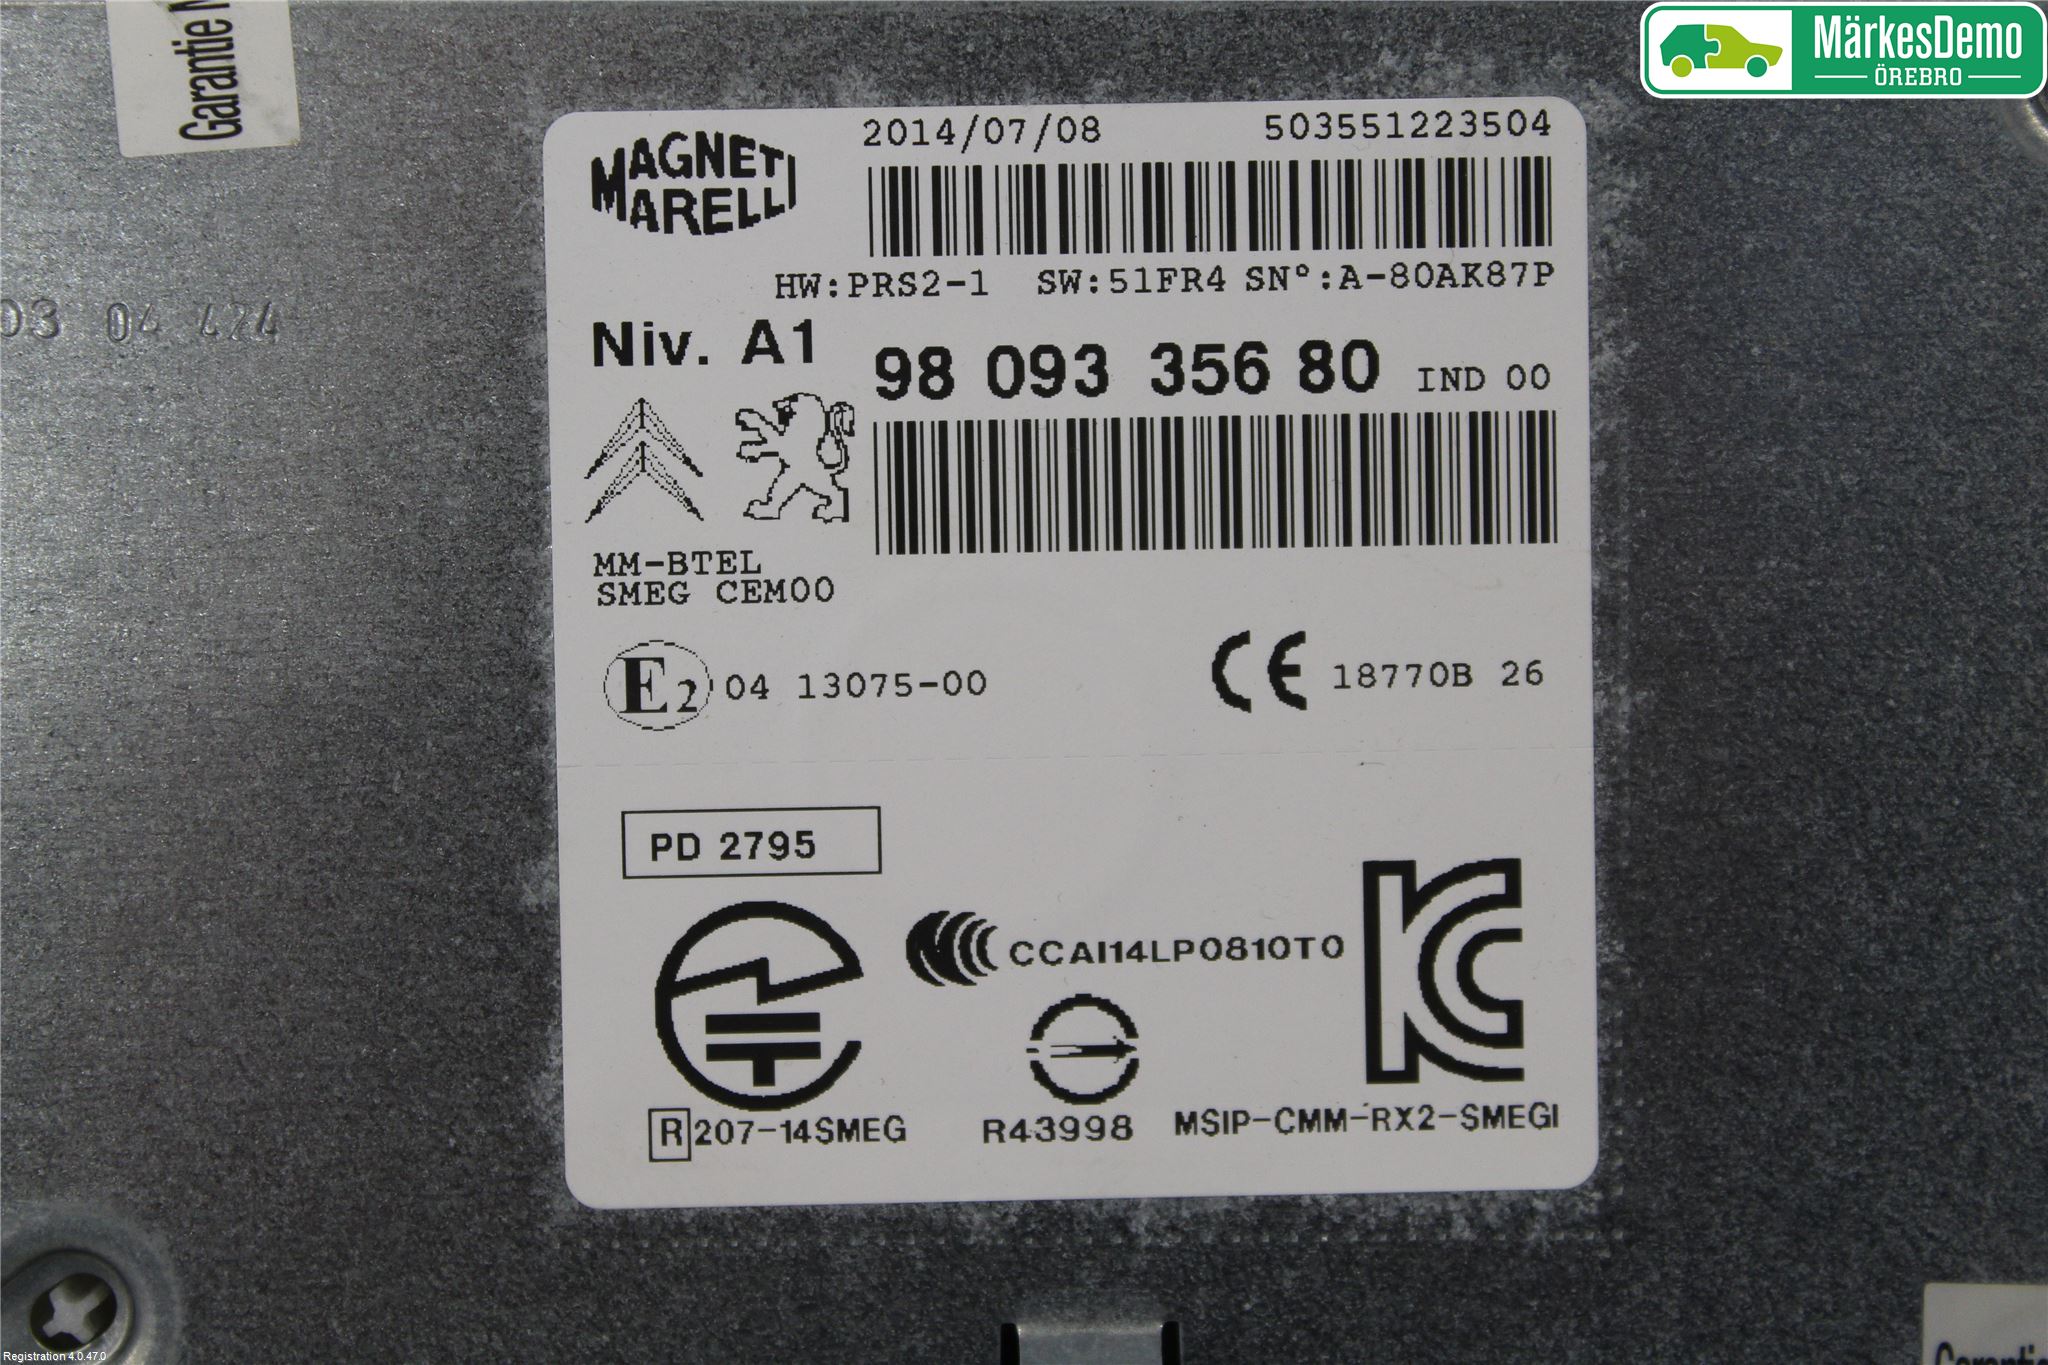 MärkesDemo
ÖREBRO
Garantie
MAGNETI
MARELLI
2014/07/08
503551223504
HW:PRS2-1 SW:51FR4 SN°:A-80AK87P
Niv. A1
98 093 356 80 IND 00
03 04 424
MM-BTEL
SMEG CEM00
E2 04 13075-00
CE 18770B 26
PD 2795
CCAI14LP0810T0
R 207-14SMEG
R43998
MSIP-CMM-RX2-SMEGI
Registration 4.0.47.0